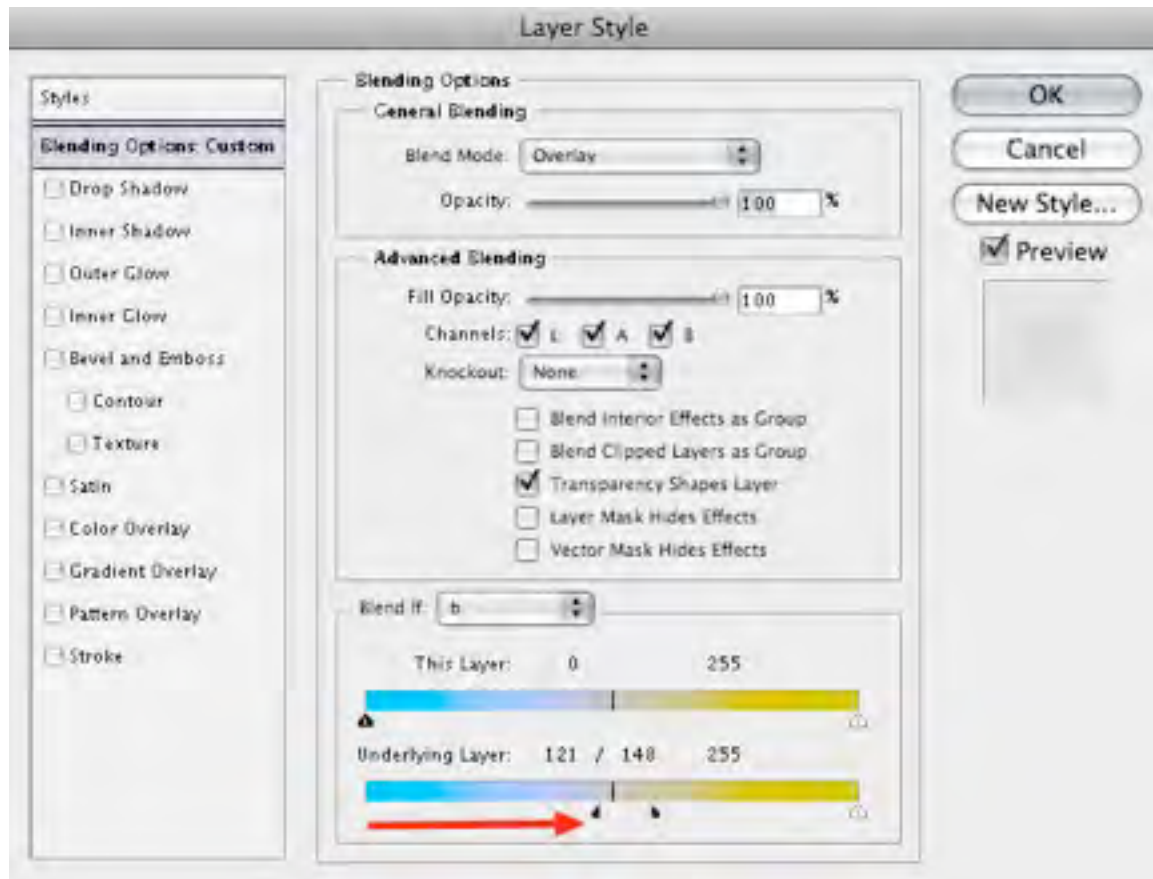 Layer Style
Styles
Blending Options: Custom
Drop Shadow
Inner Shadow
Outer Glow
Inner Glow
Bevel and Emboss
Contour
Texture
Satin
Color Overlay
Gradient Overlay
Pattern Overlay
Stroke
Blending Options
General Blending
Blend Mode: Overlay
Opacity: 100 %
Advanced Blending
Fill Opacity: 100 %
Channels: L A B
Knockout: None
Blend Interior Effects as Group
Blend Clipped Layers as Group
Transparency Shapes Layer
Layer Mask Hides Effects
Vector Mask Hides Effects
Blend If: b
This Layer: 0 255
Underlying Layer: 121 / 148 255
OK
Cancel
New Style...
Preview